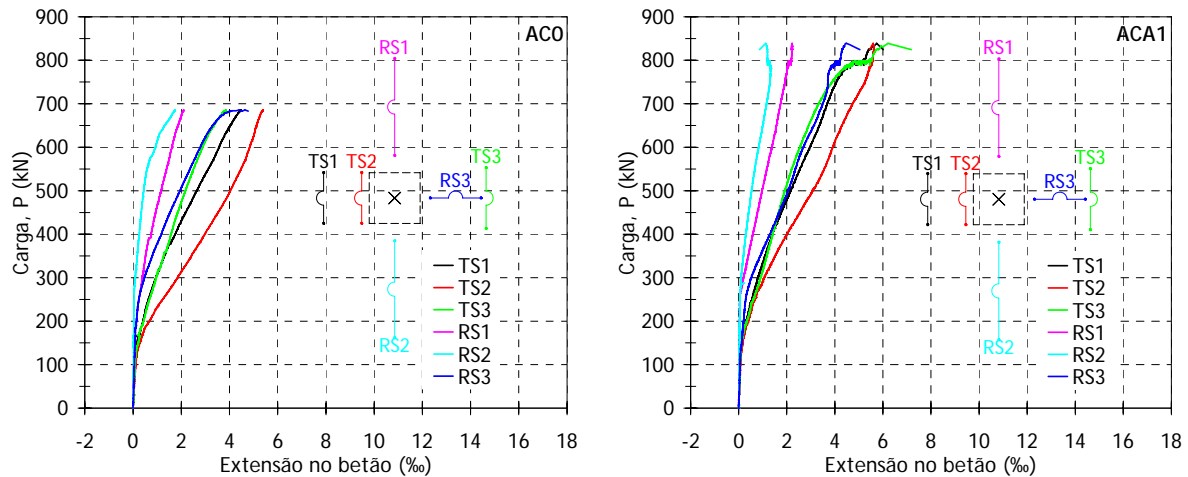 AC0
Carga, P (kN)
900
800
700
600
500
400
300
200
100
0
-2 0 2 4 6 8 10 12 14 16 18
Extensão no betão (‰)
RS1
TS1
TS2
TS3
RS3
RS2
TS1
TS2
TS3
RS1
RS2
RS3
ACA1
Carga, P (kN)
900
800
700
600
500
400
300
200
100
0
-2 0 2 4 6 8 10 12 14 16 18
Extensão no betão (‰)
RS1
TS1
TS2
TS3
RS3
RS2
TS1
TS2
TS3
RS1
RS2
RS3